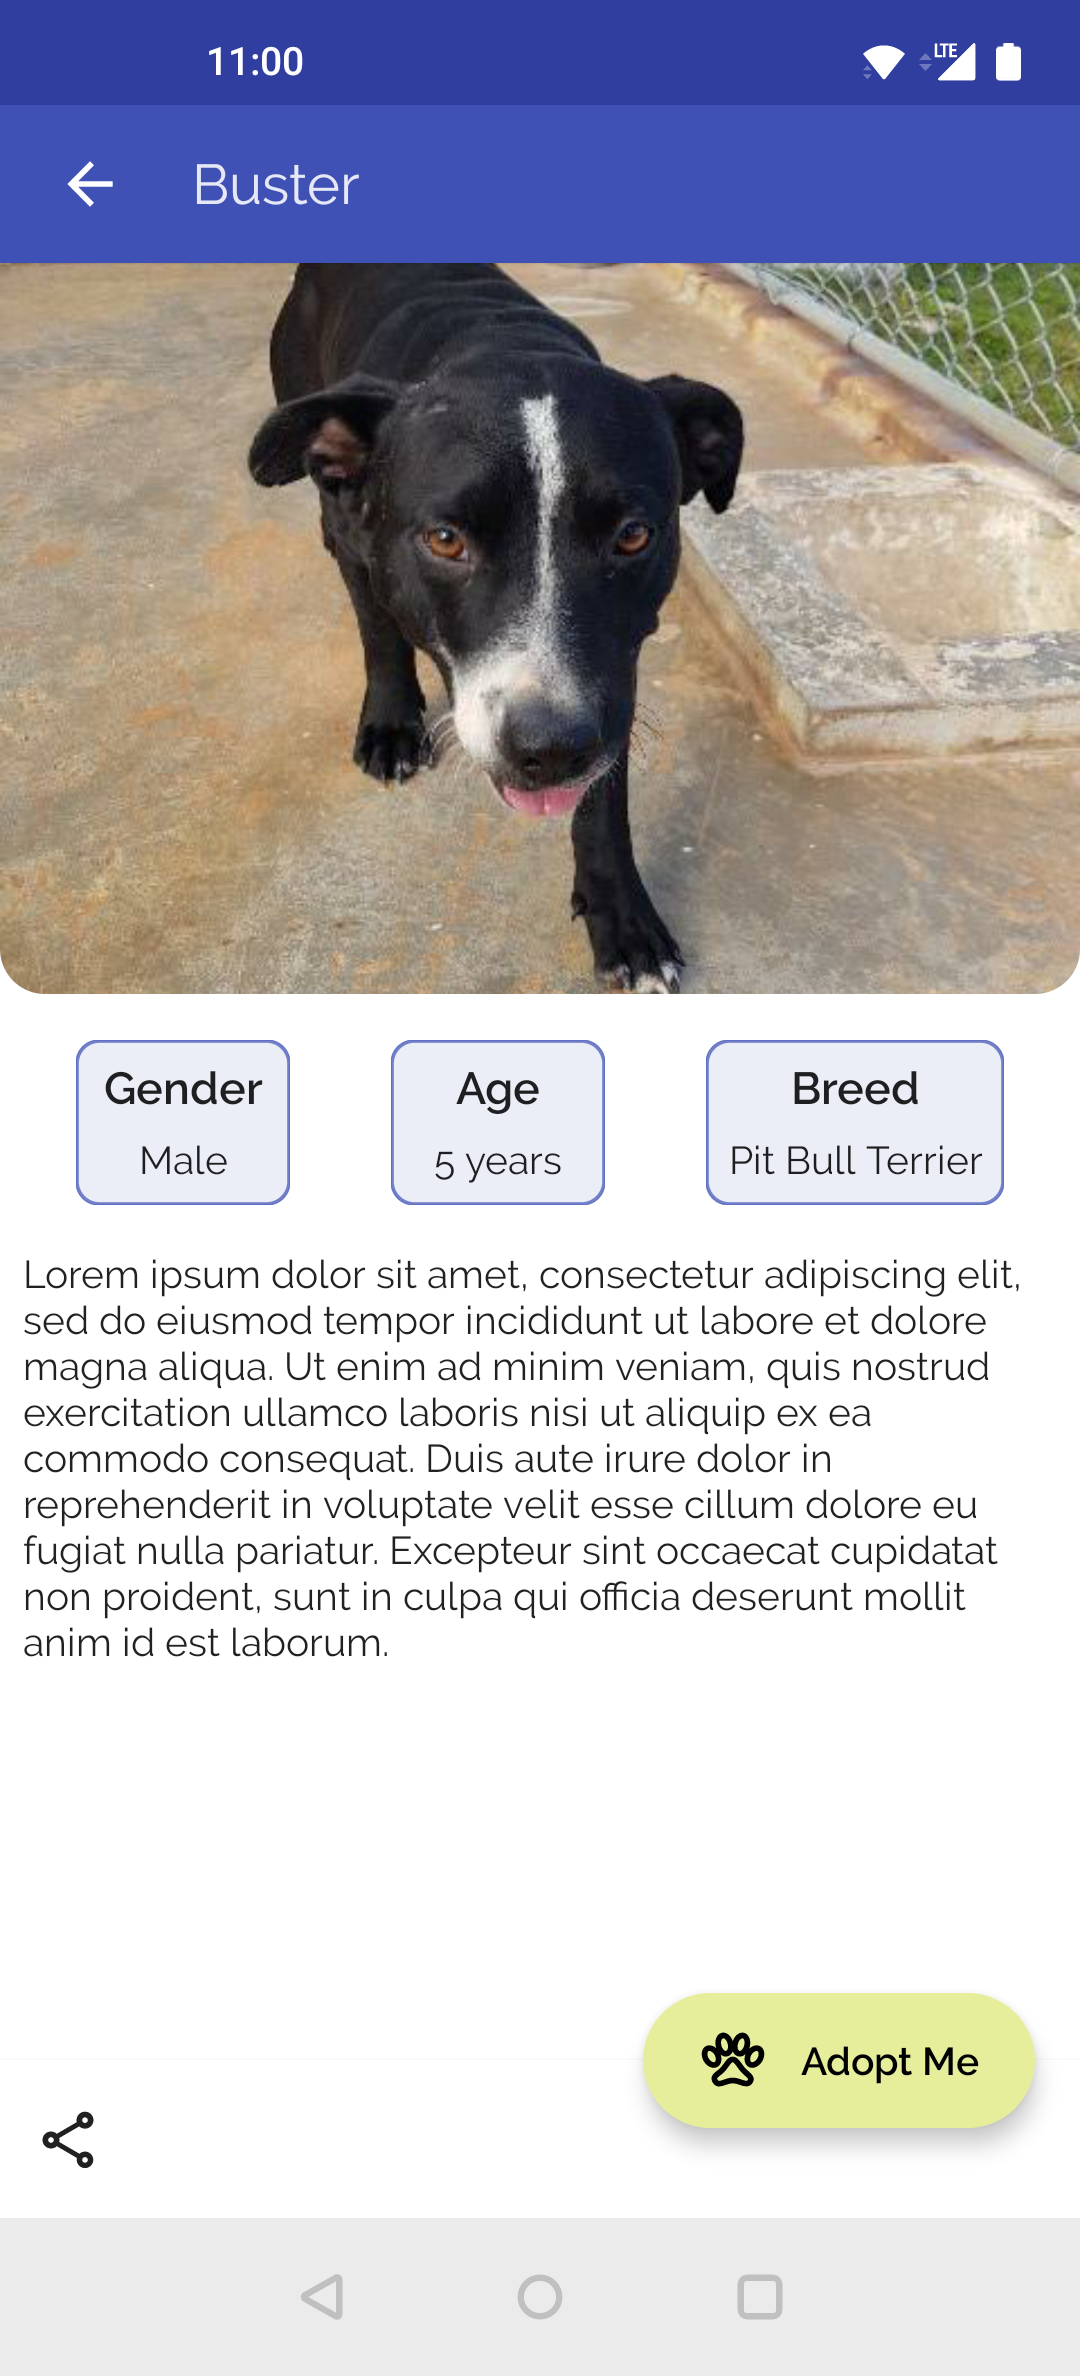 11:00
LTE
Buster
Gender
Male
Age
5 years
Breed
Pit Bull Terrier
Lorem ipsum dolor sit amet, consectetur adipiscing elit,
sed do eiusmod tempor incididunt ut labore et dolore
magna aliqua. Ut enim ad minim veniam, quis nostrud
exercitation ullamco laboris nisi ut aliquip ex ea
commodo consequat. Duis aute irure dolor in
reprehenderit in voluptate velit esse cillum dolore eu
fugiat nulla pariatur. Excepteur sint occaecat cupidatat
non proident, sunt in culpa qui officia deserunt mollit
anim id est laborum.
Adopt Me